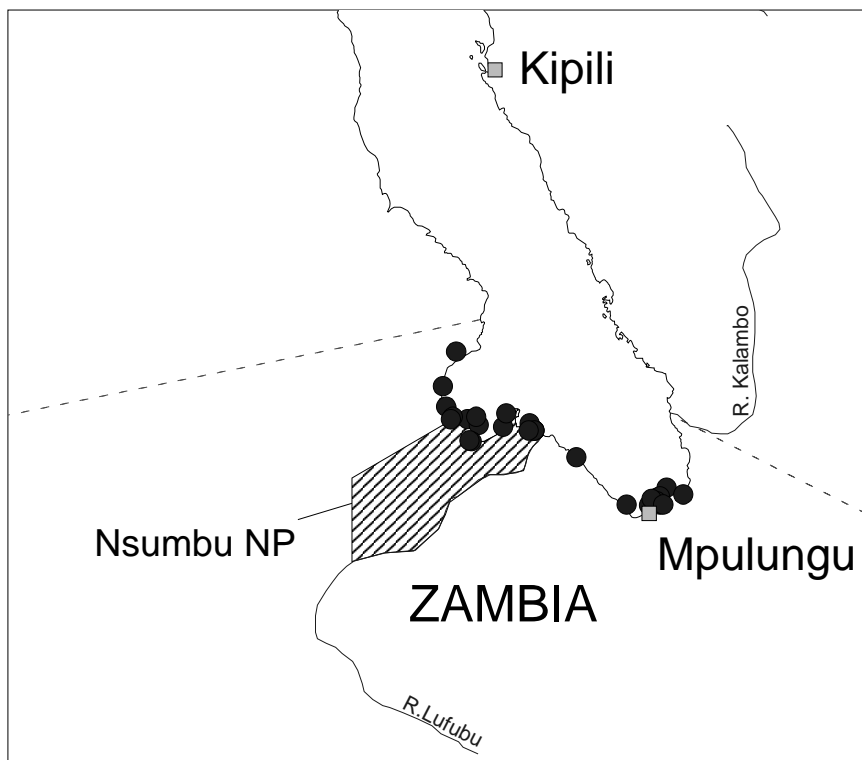 Kipili
R. Kalambo
Nsumbu NP
Mpulungu
ZAMBIA
R.Lufubu